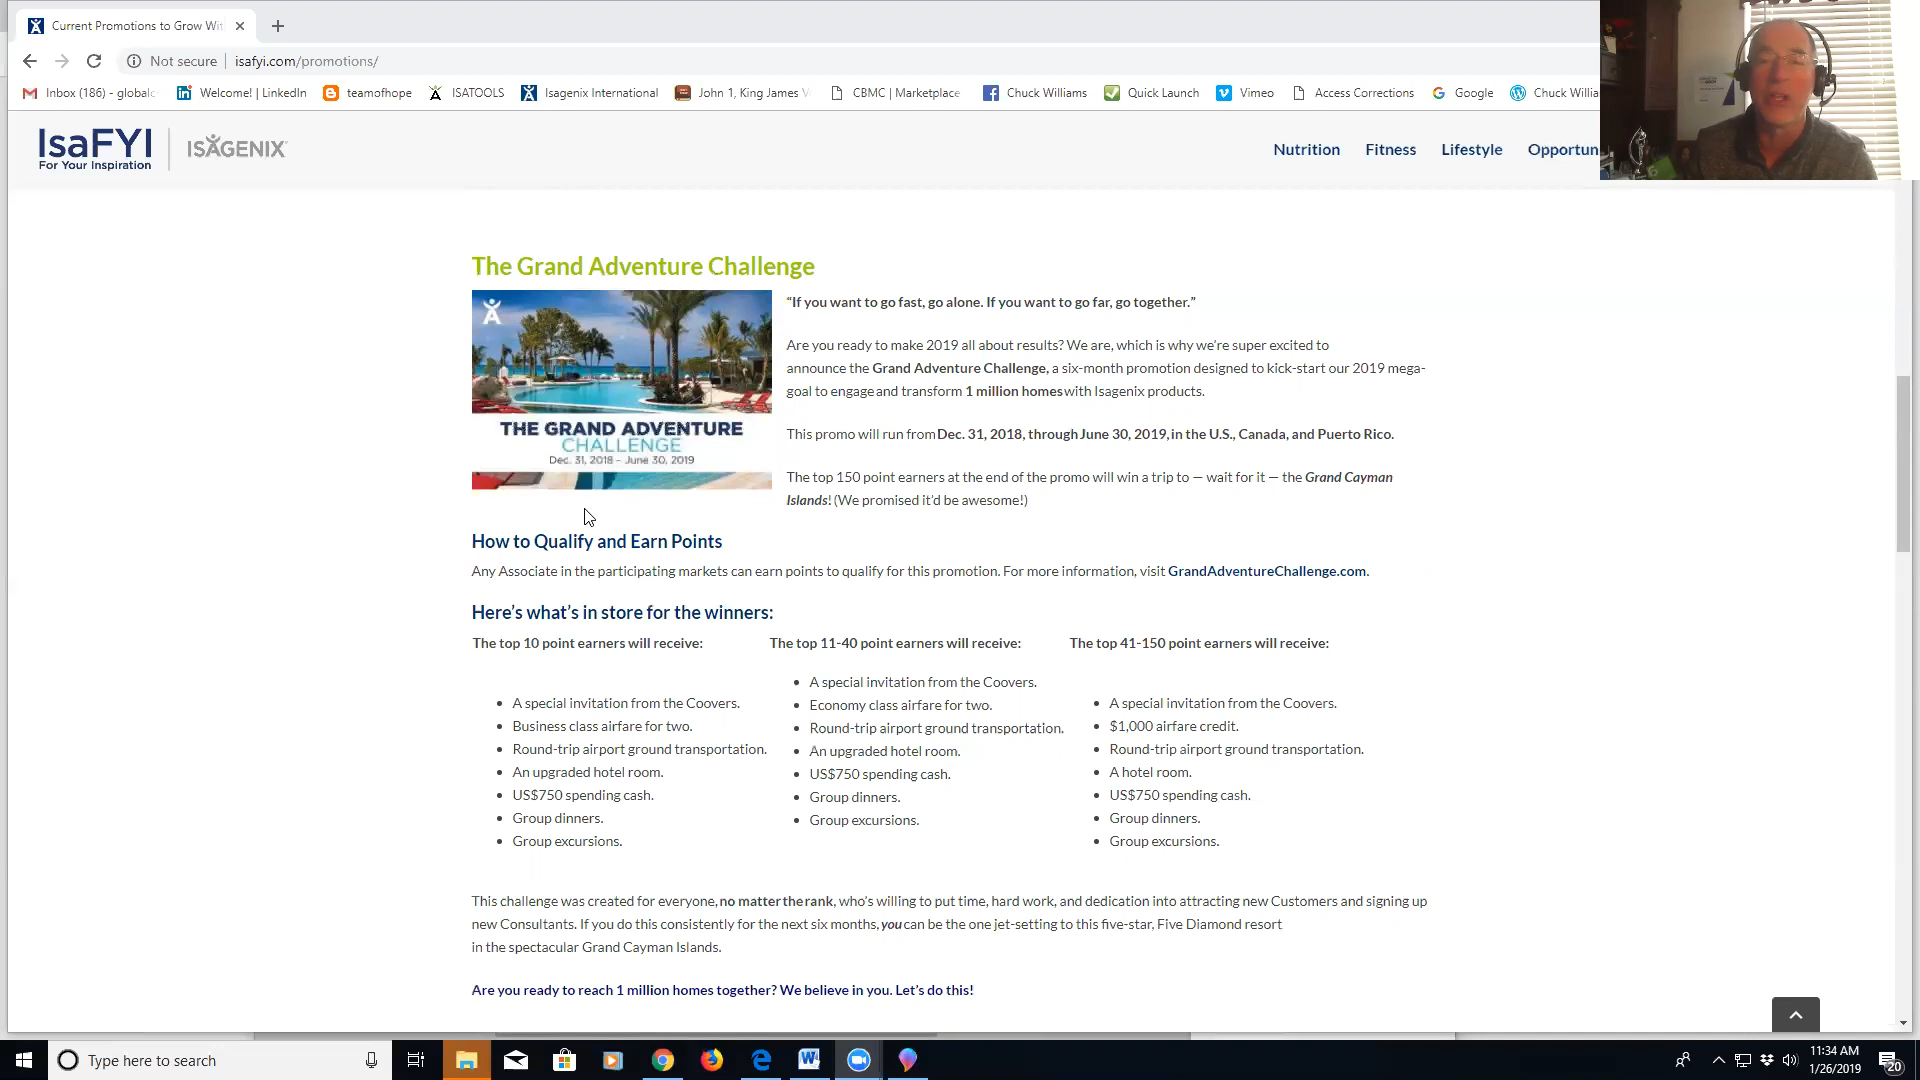 Current Promotions to Grow Wit
Not secure
isafyi.com/promotions/
Inbox (186) - global
Welcome! | LinkedIn
teamofhope
ISATOOLS
Isagenix International
John 1, King James V
CBMC | Marketplace
Chuck Williams
Quick Launch
Vimeo
Access Corrections
Google
Chuck Willia
IsaFYI
For Your Inspiration
ISAGENIX
Nutrition
Fitness
Lifestyle
Opportun
The Grand Adventure Challenge
THE GRAND ADVENTURE
CHALLENGE
Dec. 31, 2018 – June 30, 2019
“If you want to go fast, go alone. If you want to go far, go together.”
Are you ready to make 2019 all about results? We are, which is why we’re super excited to
announce the Grand Adventure Challenge, a six-month promotion designed to kick-start our 2019 mega-
goal to engage and transform 1 million homes with Isagenix products.
This promo will run from Dec. 31, 2018, through June 30, 2019, in the U.S., Canada, and Puerto Rico.
The top 150 point earners at the end of the promo will win a trip to — wait for it — the Grand Cayman
Islands! (We promised it’d be awesome!)
How to Qualify and Earn Points
Any Associate in the participating markets can earn points to qualify for this promotion. For more information, visit GrandAdventureChallenge.com.
Here’s what’s in store for the winners:
The top 10 point earners will receive:
A special invitation from the Coovers.
Business class airfare for two.
Round-trip airport ground transportation.
An upgraded hotel room.
US$750 spending cash.
Group dinners.
Group excursions.
The top 11-40 point earners will receive:
A special invitation from the Coovers.
Economy class airfare for two.
Round-trip airport ground transportation.
An upgraded hotel room.
US$750 spending cash.
Group dinners.
Group excursions.
The top 41-150 point earners will receive:
A special invitation from the Coovers.
$1,000 airfare credit.
Round-trip airport ground transportation.
A hotel room.
US$750 spending cash.
Group dinners.
Group excursions.
This challenge was created for everyone, no matter the rank, who’s willing to put time, hard work, and dedication into attracting new Customers and signing up
new Consultants. If you do this consistently for the next six months, you can be the one jet-setting to this five-star, Five Diamond resort
in the spectacular Grand Cayman Islands.
Are you ready to reach 1 million homes together? We believe in you. Let’s do this!
Type here to search
11:34 AM
1/26/2019
20